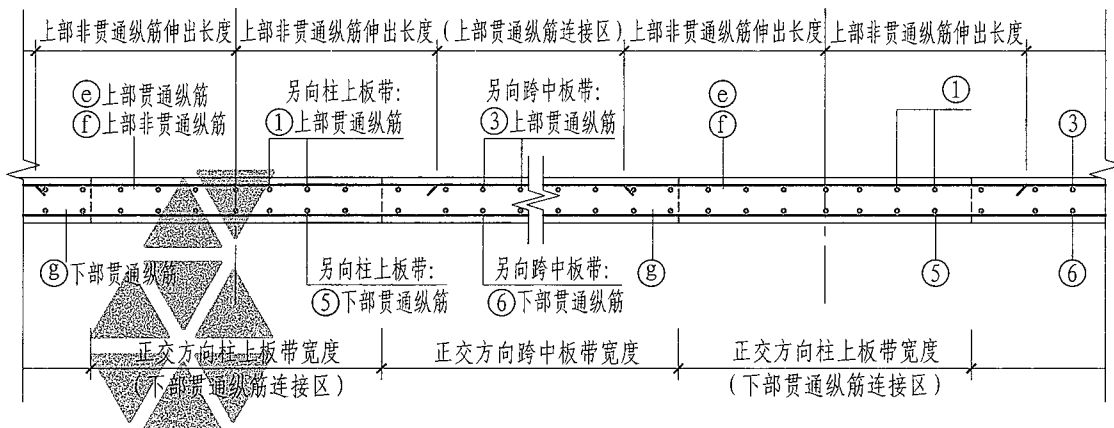 上部非贯通纵筋伸出长度 上部非贯通纵筋伸出长度 (上部贯通纵筋连接区) 上部非贯通纵筋伸出长度 上部非贯通纵筋伸出长度
ⓔ上部贯通纵筋 另向柱上板带: 另向跨中板带: ⓔ ①
ⓕ上部非贯通纵筋 ①上部贯通纵筋 ③上部贯通纵筋 ⓕ ③
ⓖ下部贯通纵筋 另向柱上板带: 另向跨中板带: ⓖ ⑤ ⑥
⑤下部贯通纵筋 ⑥下部贯通纵筋
正交方向柱上板带宽度 正交方向跨中板带宽度 正交方向柱上板带宽度
(下部贯通纵筋连接区) (下部贯通纵筋连接区)